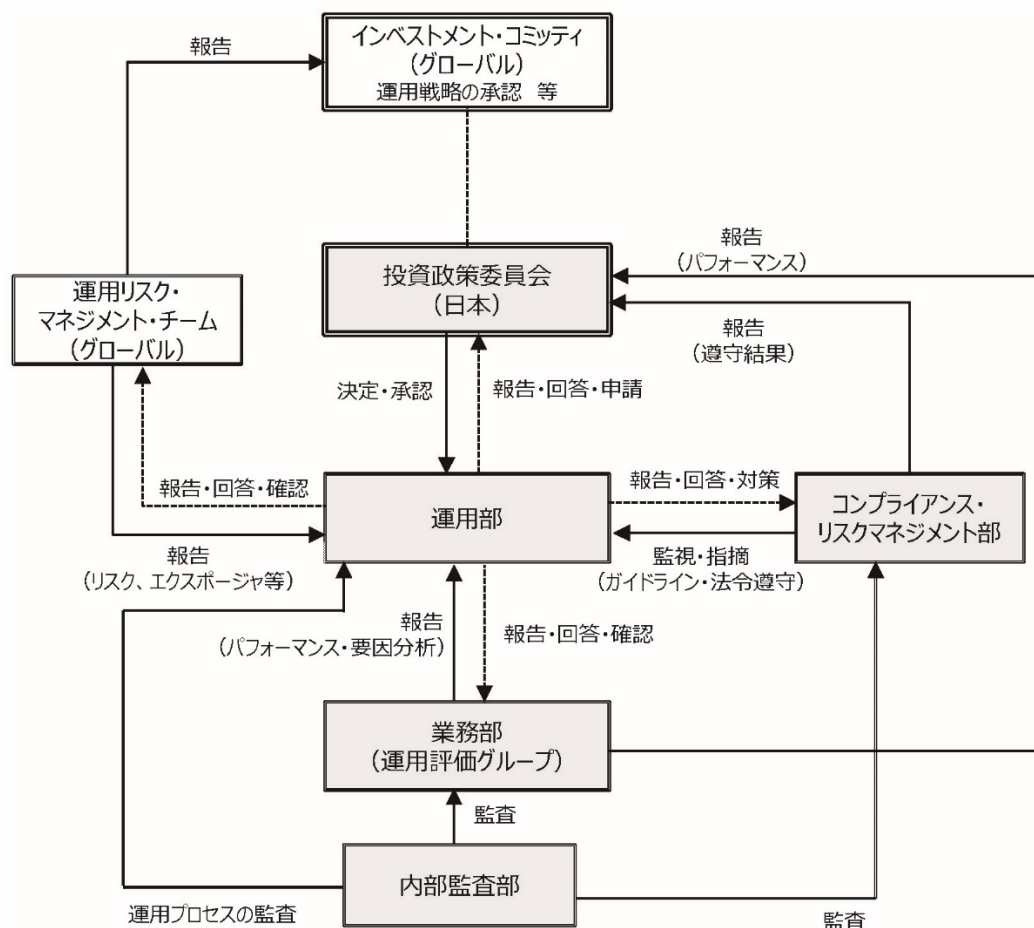 インベストメント・コミッティ
(グローバル)
運用戦略の承認 等
報告
報告
(パフォーマンス)
投資政策委員会
(日本)
運用リスク・
マネジメント・チーム
(グローバル)
報告
(遵守結果)
決定・承認
報告・回答・申請
報告・回答・確認
運用部
報告・回答・対策
コンプライアンス・
リスクマネジメント部
報告
(リスク、エクスポージャ等)
監視・指摘
(ガイドライン・法令遵守)
報告
(パフォーマンス・要因分析)
報告・回答・確認
業務部
(運用評価グループ)
監査
内部監査部
運用プロセスの監査
監査